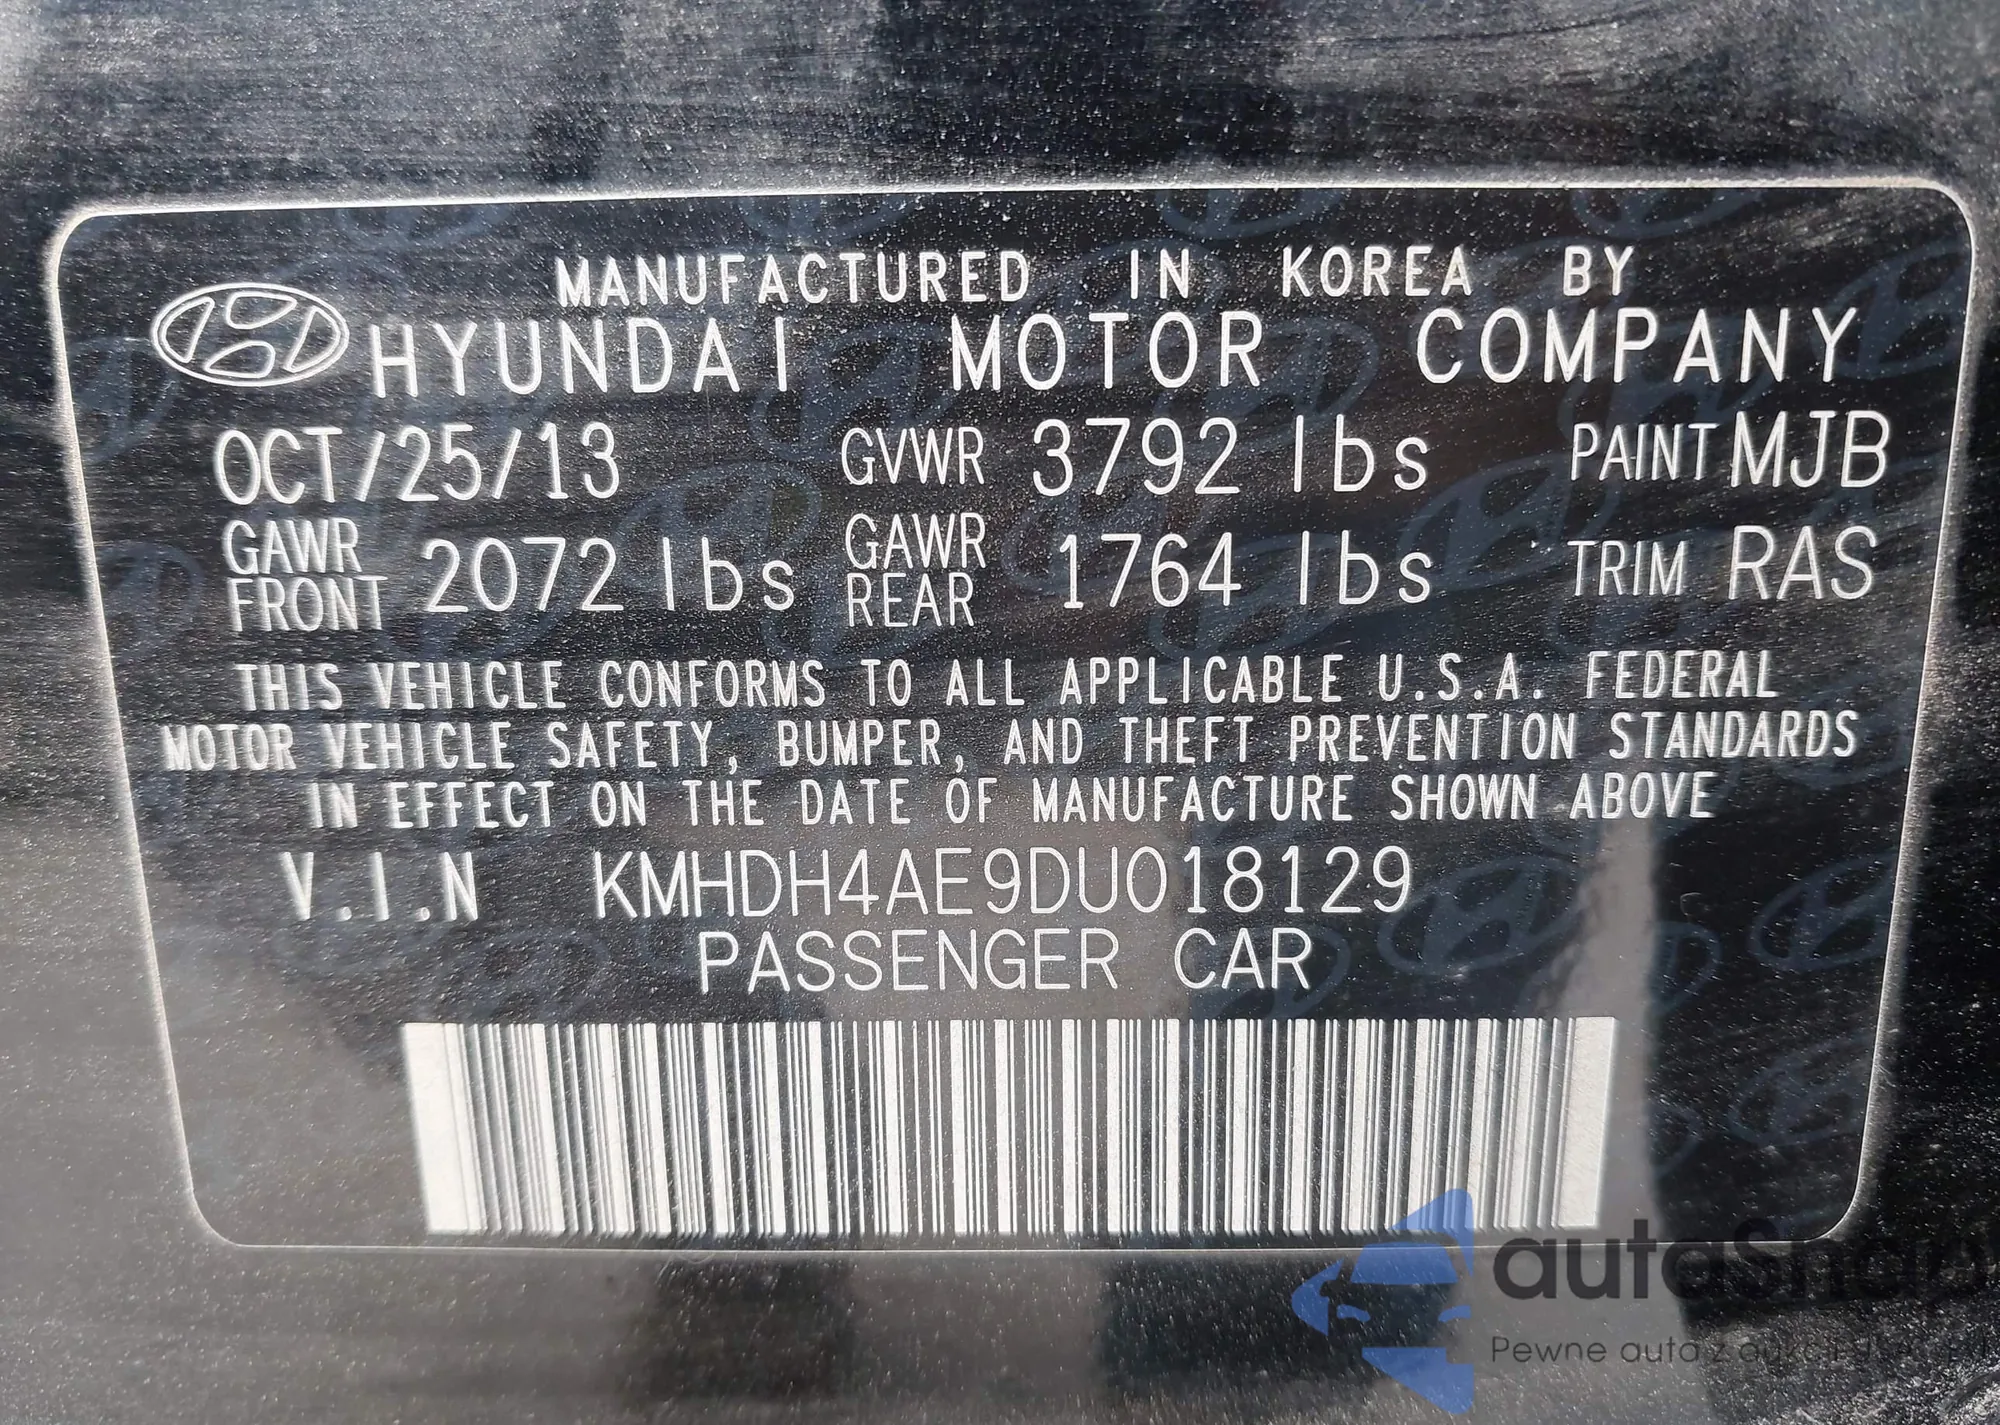 MANUFACTURED IN KOREA BY
HYUNDAI MOTOR COMPANY
OCT/25/13 GVWR 3792 lbs PAINT MJB
GAWR FRONT 2072 lbs GAWR REAR 1764 lbs TRIM RAS
THIS VEHICLE CONFORMS TO ALL APPLICABLE U.S.A. FEDERAL
MOTOR VEHICLE SAFETY, BUMPER, AND THEFT PREVENTION STANDARDS
IN EFFECT ON THE DATE OF MANUFACTURE SHOWN ABOVE
V.I.N KMHDH4AE9DU018129
PASSENGER CAR
Pewne auta z